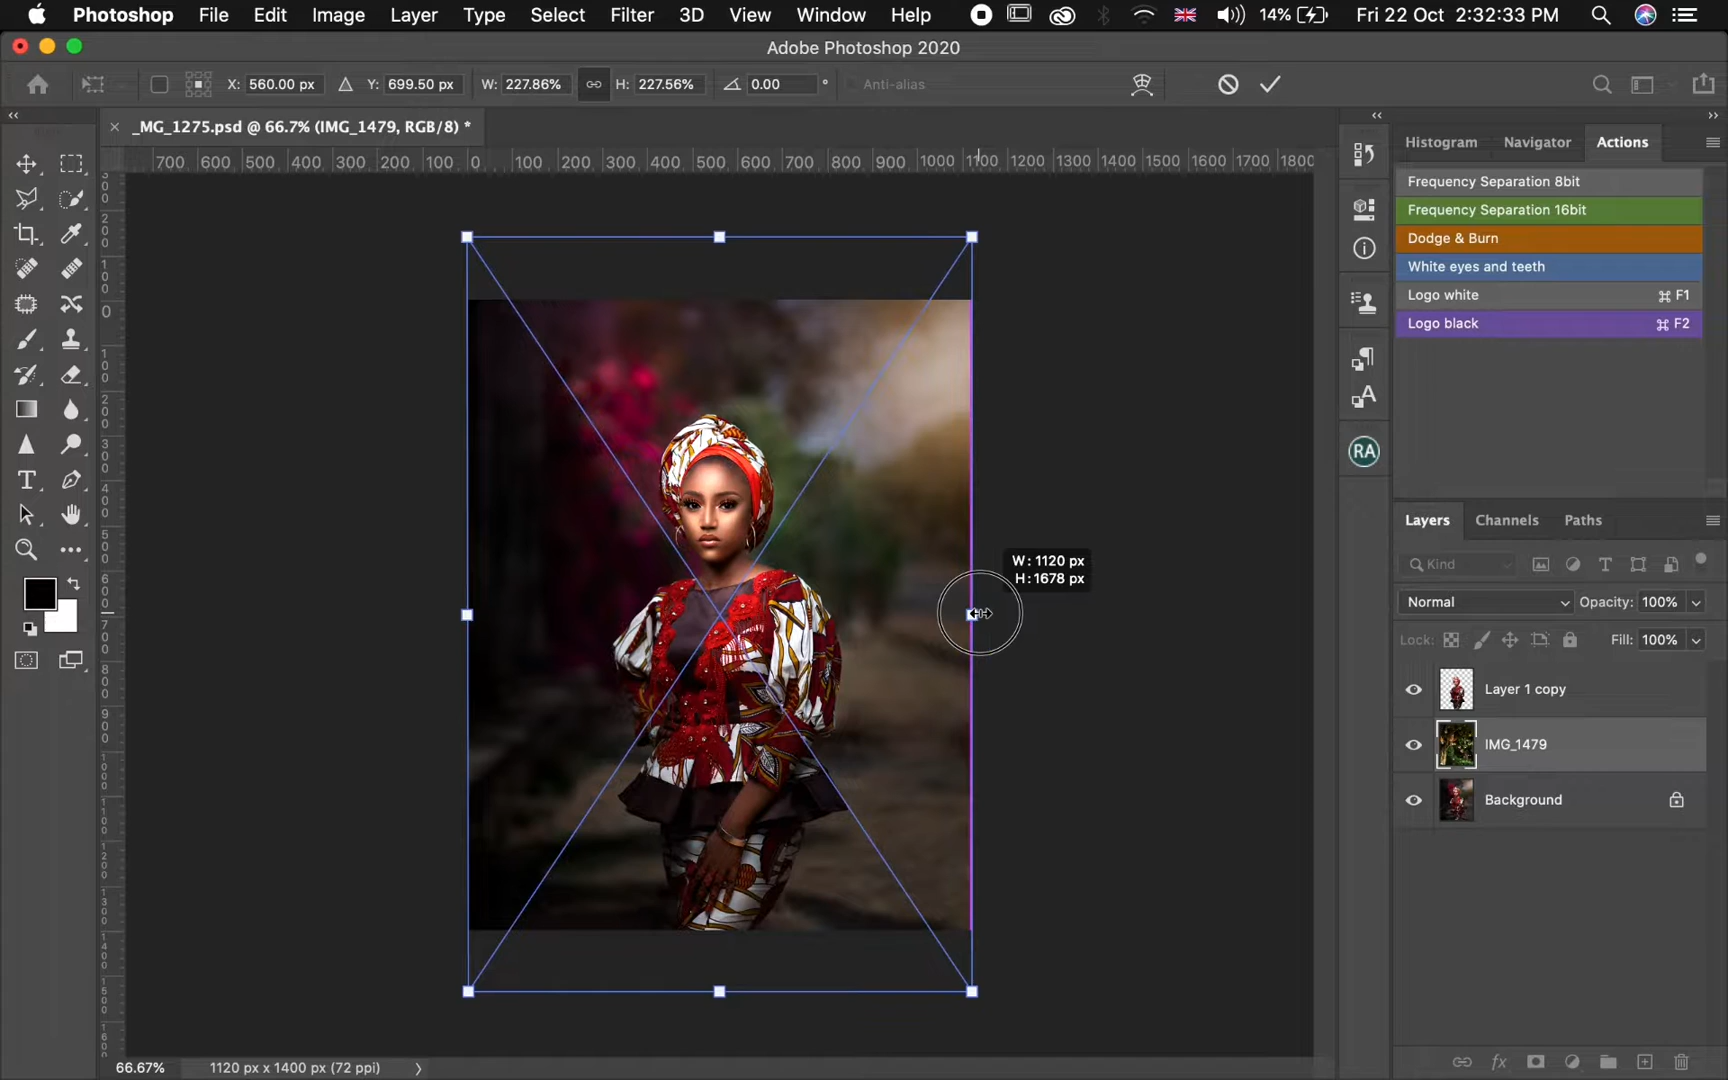 Photoshop File Edit Image Layer Type Select Filter 3D View Window Help 14% Fri 22 Oct 2:32:33 PM
Adobe Photoshop 2020
X: 560.00 px Y: 699.50 px W: 227.86% H: 227.56% 0.00 ° Anti-alias
× _MG_1275.psd @ 66.7% (IMG_1479, RGB/8) *
Histogram Navigator Actions
700 600 500 400 300 200 100 0 100 200 300 400 500 600 700 800 900 1000 1100 1200 1300 1400 1500 1600 1700 1800
Frequency Separation 8bit
Frequency Separation 16bit
Dodge & Burn
White eyes and teeth
Logo white ⌘ F1
Logo black ⌘ F2
RA
Layers Channels Paths
Kind
W: 1120 px
H: 1678 px
Normal Opacity: 100%
Lock: Fill: 100%
Layer 1 copy
IMG_1479
Background
66.67% 1120 px x 1400 px (72 ppi)